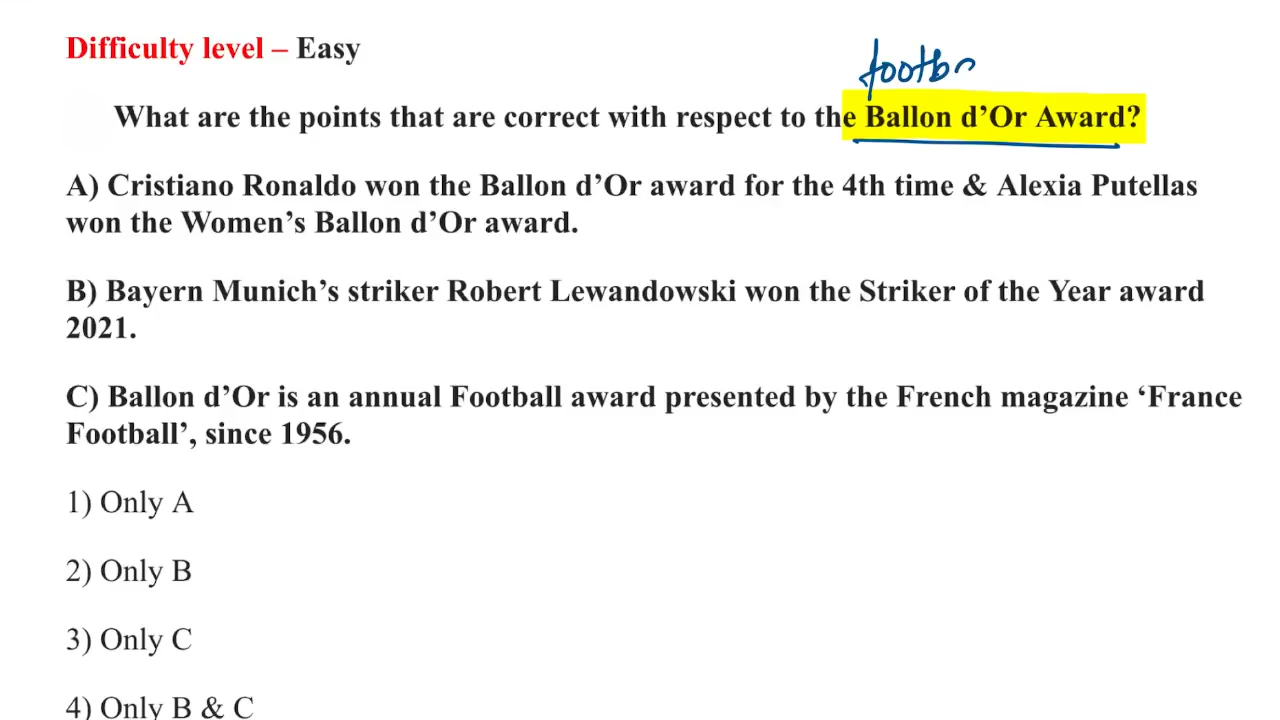 Difficulty level – Easy
footba
What are the points that are correct with respect to the Ballon d’Or Award?
A) Cristiano Ronaldo won the Ballon d’Or award for the 4th time & Alexia Putellas
won the Women’s Ballon d’Or award.
B) Bayern Munich’s striker Robert Lewandowski won the Striker of the Year award
2021.
C) Ballon d’Or is an annual Football award presented by the French magazine ‘France
Football’, since 1956.
1) Only A
2) Only B
3) Only C
4) Only B & C